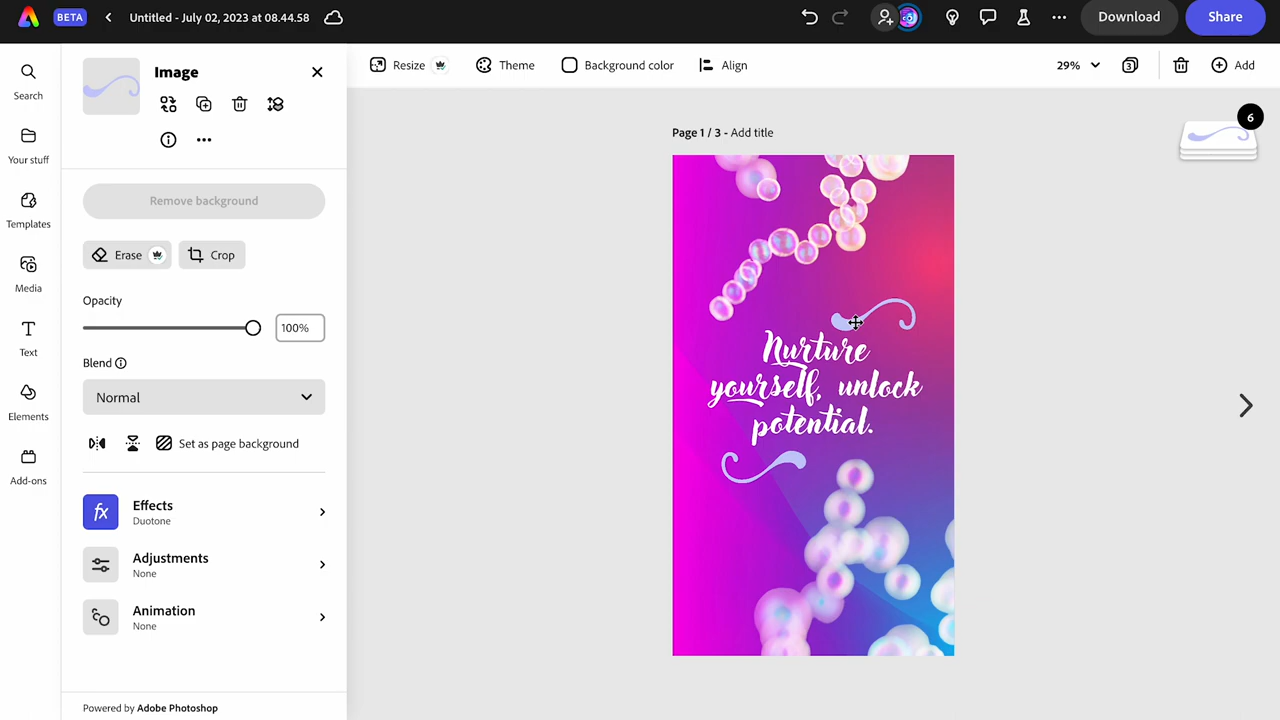 BETA
Untitled - July 02, 2023 at 08.44.58
Download
Share
Search
Your stuff
Templates
Media
Text
Elements
Add-ons
Image
Remove background
Erase
Crop
Opacity
100%
Blend
Normal
Set as page background
Effects
Duotone
Adjustments
None
Animation
None
Powered by Adobe Photoshop
Resize
Theme
Background color
Align
29%
3
Add
Page 1 / 3 - Add title
6
Nurture
yourself, unlock
potential.